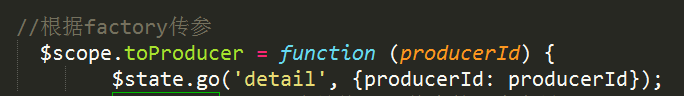 //根据factory传参
$scope.toProducer = function (producerId) {
$state.go('detail', {producerId: producerId});